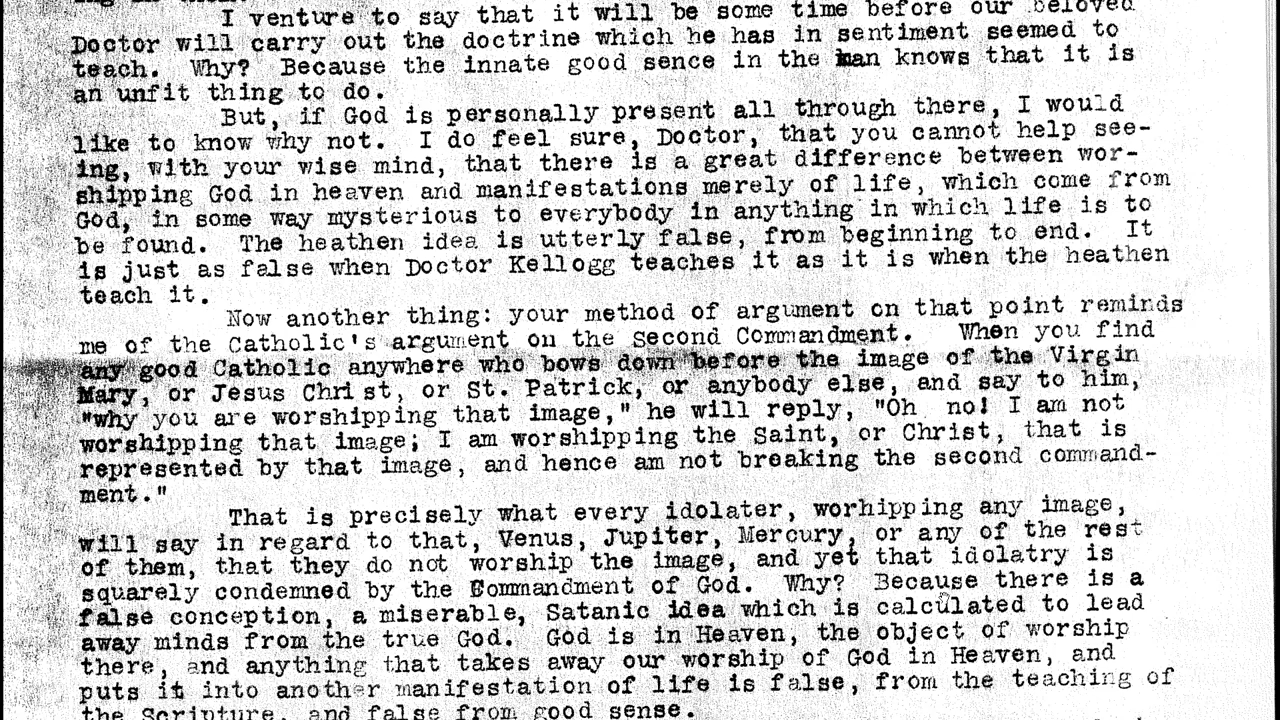 I venture to say that it will be some time before our beloved
Doctor will carry out the doctrine which he has in sentiment seemed to
teach. Why? Because the innate good sence in the man knows that it is
an unfit thing to do.
But, if God is personally present all through there, I would
like to know why not. I do feel sure, Doctor, that you cannot help see-
ing, with your wise mind, that there is a great difference between wor-
shipping God in heaven and manifestations merely of life, which come from
God, in some way mysterious to everybody in anything in which life is to
be found. The heathen idea is utterly false, from beginning to end. It
is just as false when Doctor Kellogg teaches it as it is when the heathen
teach it.
Now another thing: your method of argument on that point reminds
me of the Catholic's argument on the Second Commandment. When you find
any good Catholic anywhere who bows down before the image of the Virgin
Mary, or Jesus Christ, or St. Patrick, or anybody else, and say to him,
"why you are worshipping that image," he will reply, "Oh no! I am not
worshipping that image; I am worshipping the Saint, or Christ, that is
represented by that image, and hence am not breaking the second command-
ment."
That is precisely what every idolater, worhipping any image,
will say in regard to that, Venus, Jupiter, Mercury, or any of the rest
of them, that they do not worship the image, and yet that idolatry is
squarely condemned by the Commandment of God. Why? Because there is a
false conception, a miserable, Satanic idea which is calculated to lead
away minds from the true God. God is in Heaven, the object of worship
there, and anything that takes away our worship of God in Heaven, and
puts it into another manifestation of life is false, from the teaching of
the Scripture, and false from good sense.